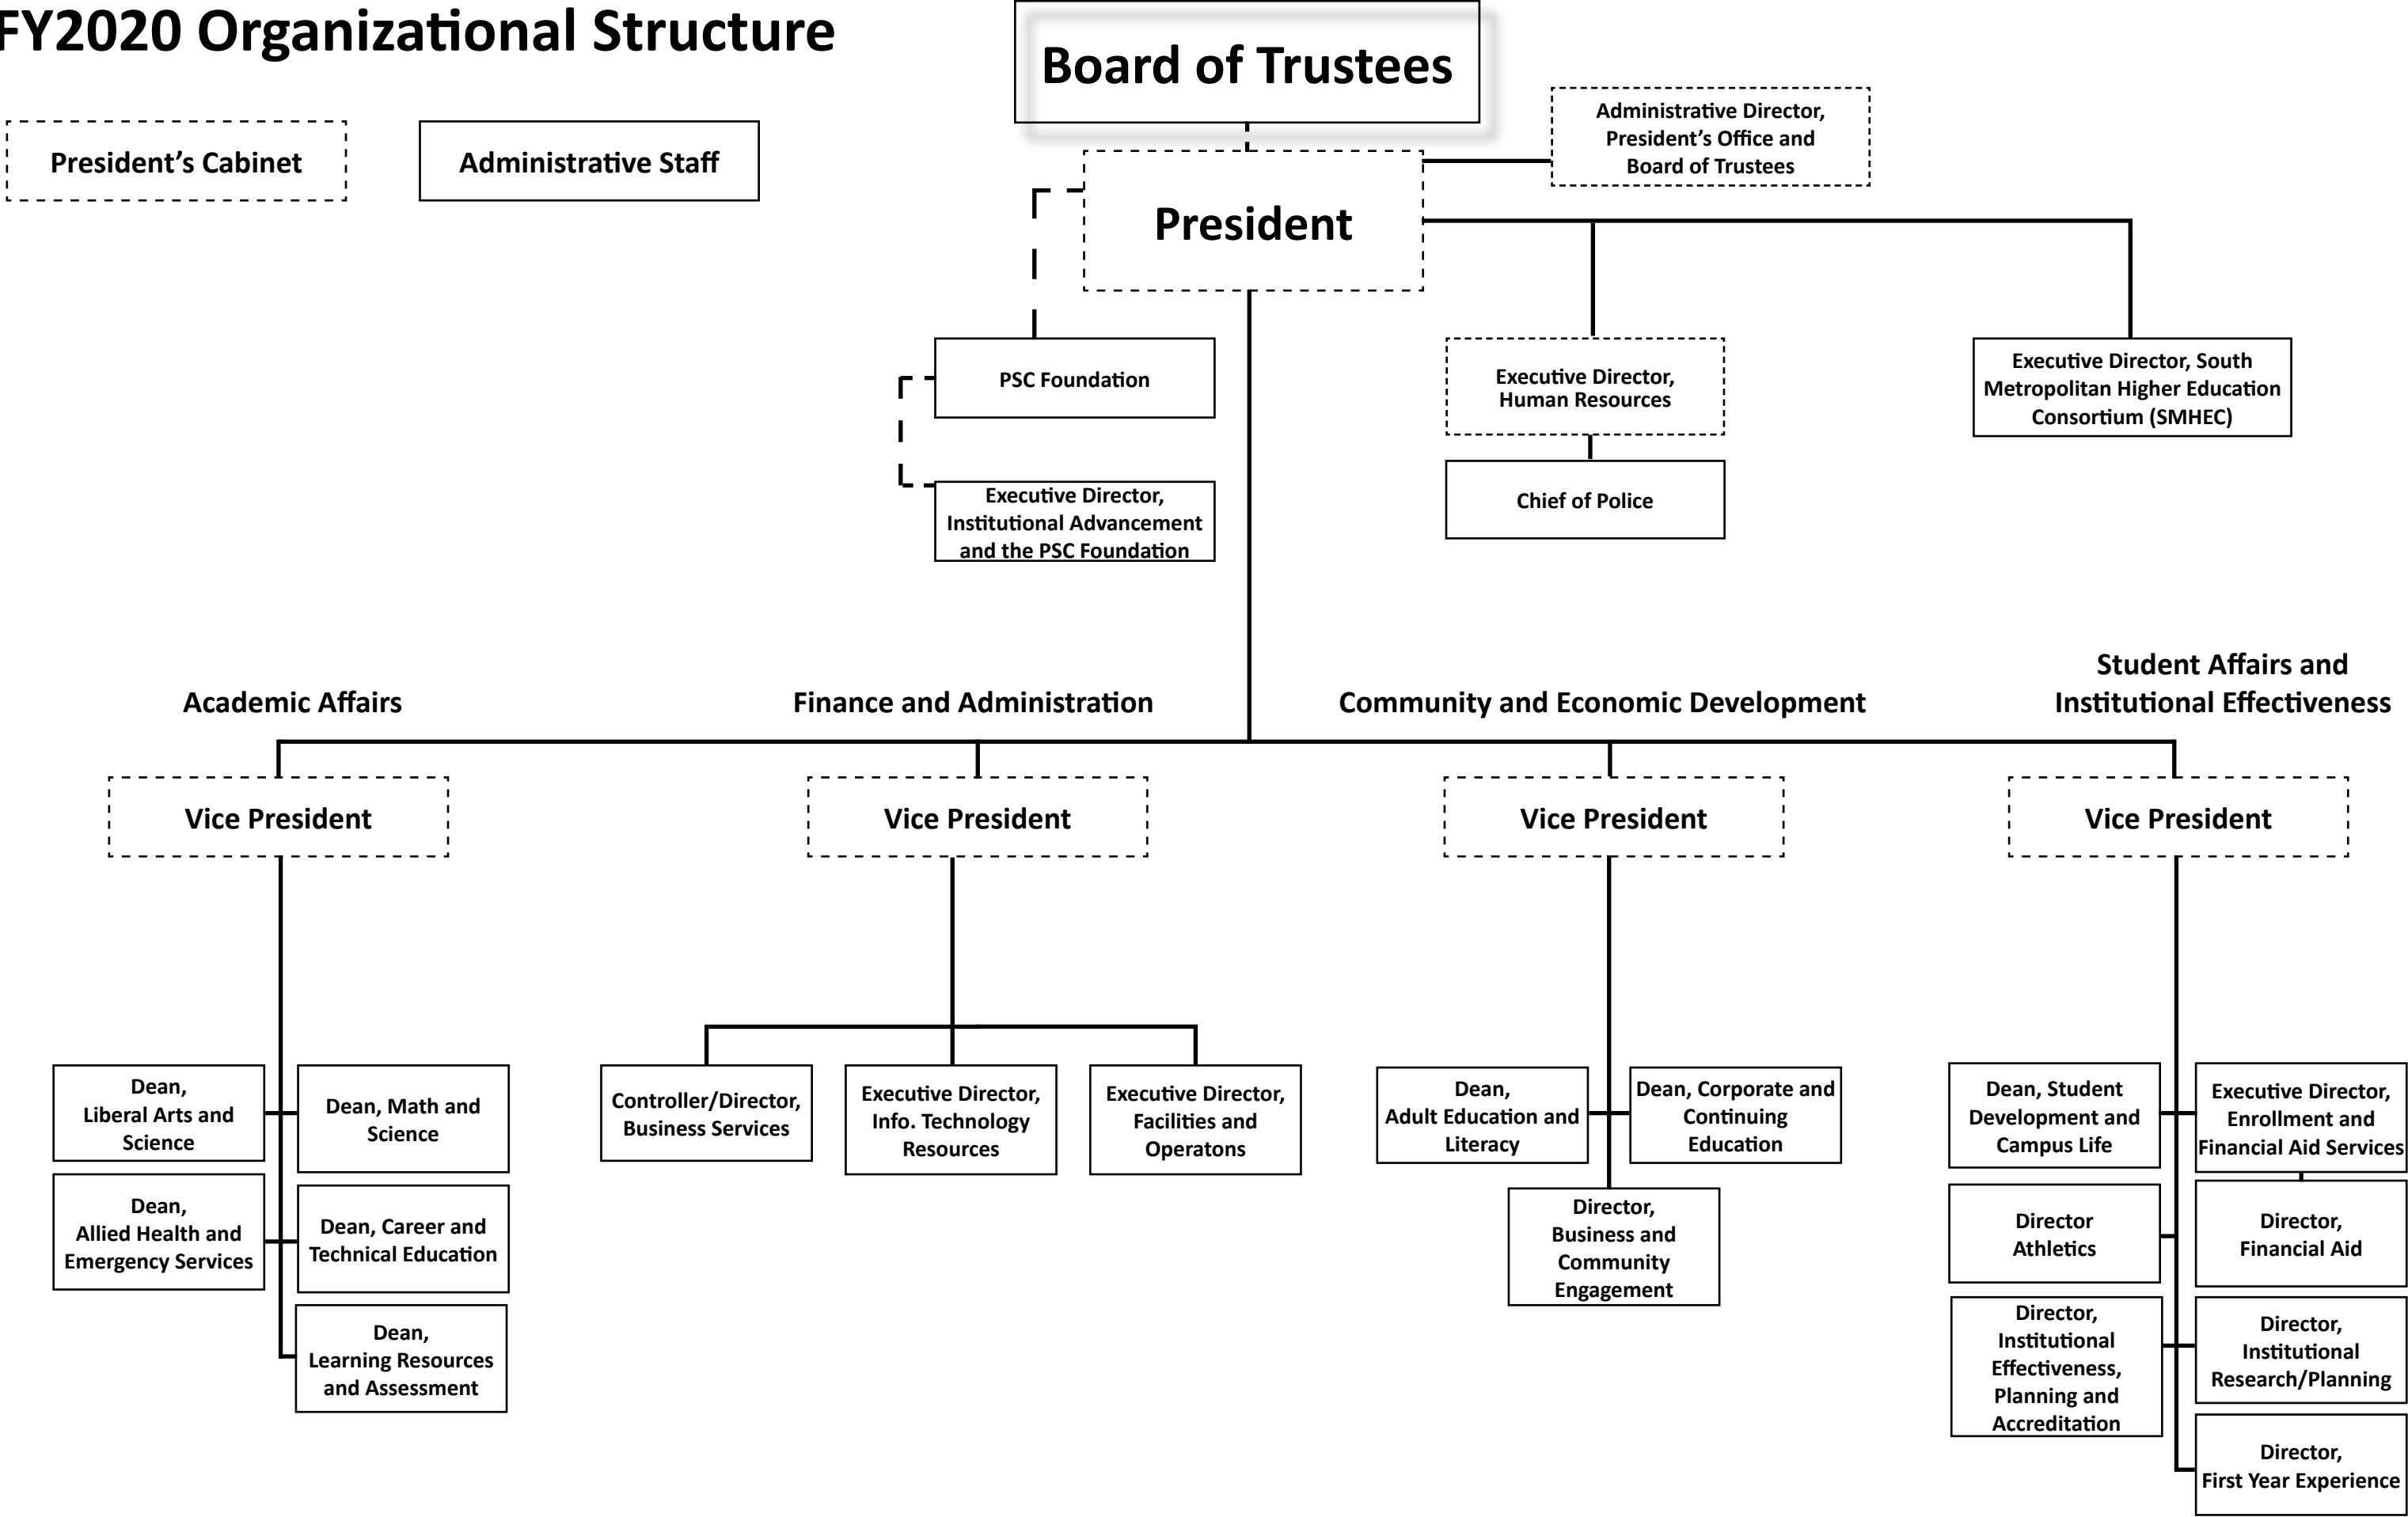 FY2020 Organizational Structure
Board of Trustees
President's Cabinet
Administrative Staff
Administrative Director,
President's Office and
Board of Trustees
President
PSC Foundation
Executive Director,
Human Resources
Executive Director, South
Metropolitan Higher Education
Consortium (SMHEC)
Executive Director,
Institutional Advancement
and the PSC Foundation
Chief of Police
Academic Affairs
Finance and Administration
Community and Economic Development
Student Affairs and
Institutional Effectiveness
Vice President
Vice President
Vice President
Vice President
Dean,
Liberal Arts and
Science
Dean, Math and
Science
Dean,
Allied Health and
Emergency Services
Dean, Career and
Technical Education
Dean,
Learning Resources
and Assessment
Controller/Director,
Business Services
Executive Director,
Info. Technology
Resources
Executive Director,
Facilities and
Operatons
Dean,
Adult Education and
Literacy
Dean, Corporate and
Continuing
Education
Director,
Business and
Community
Engagement
Dean, Student
Development and
Campus Life
Executive Director,
Enrollment and
Financial Aid Services
Director
Athletics
Director,
Financial Aid
Director,
Institutional
Effectiveness,
Planning and
Accreditation
Director,
Institutional
Research/Planning
Director,
First Year Experience